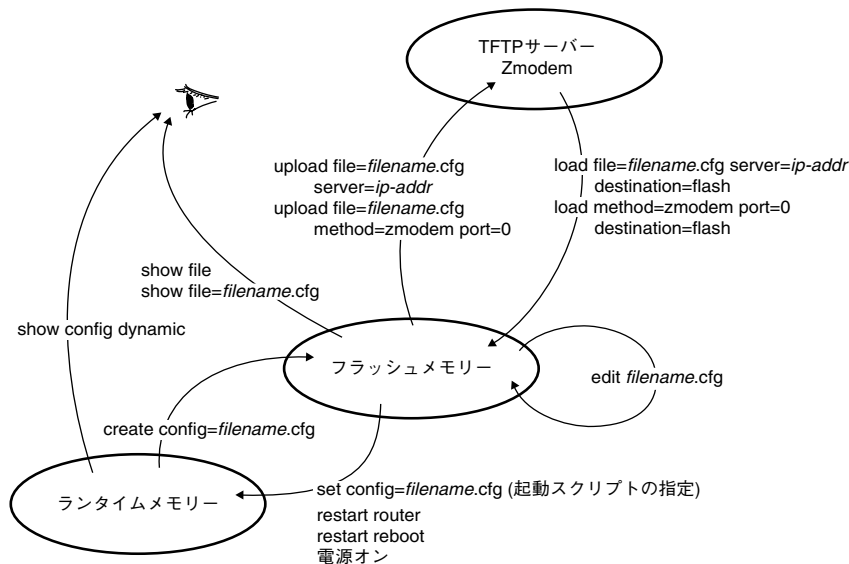 TFTPサーバー
Zmodem
upload file=filename.cfg
server=ip-addr
upload file=filename.cfg
method=zmodem port=0
load file=filename.cfg server=ip-addr
destination=flash
load method=zmodem port=0
destination=flash
show file
show file=filename.cfg
show config dynamic
フラッシュメモリー
edit filename.cfg
create config=filename.cfg
ランタイムメモリー
set config=filename.cfg (起動スクリプトの指定)
restart router
restart reboot
電源オン